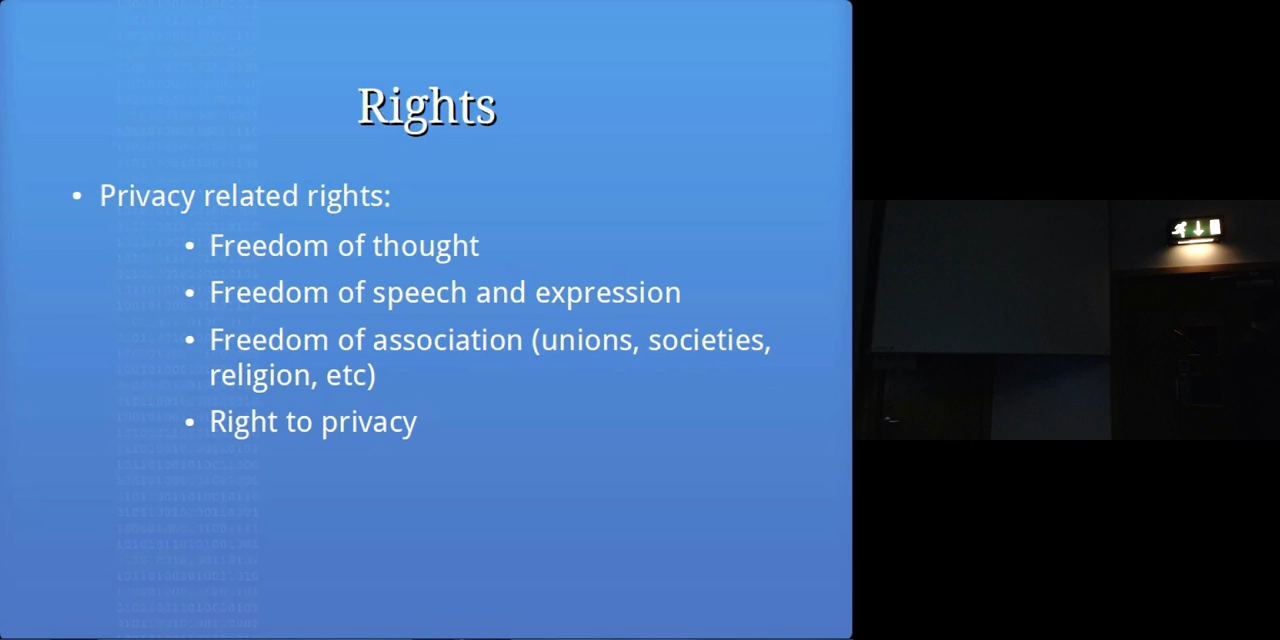 Rights
• Privacy related rights:
• Freedom of thought
• Freedom of speech and expression
• Freedom of association (unions, societies,
religion, etc)
• Right to privacy